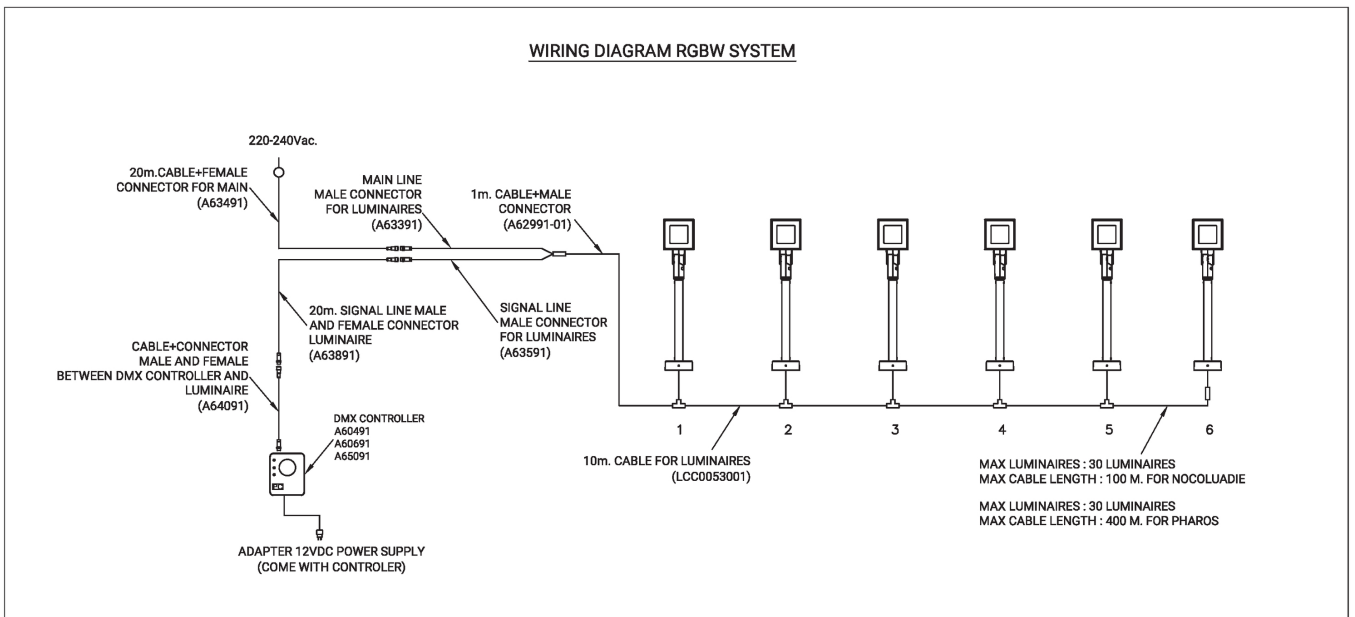 WIRING DIAGRAM RGBW SYSTEM
220-240Vac.
20m.CABLE+FEMALE
CONNECTOR FOR MAIN
(A63491)
MAIN LINE
MALE CONNECTOR
FOR LUMINAIRES
(A63391)
1m. CABLE+MALE
CONNECTOR
(A62991-01)
20m. SIGNAL LINE MALE
AND FEMALE CONNECTOR
LUMINAIRE
(A63891)
SIGNAL LINE
MALE CONNECTOR
FOR LUMINAIRES
(A63591)
CABLE+CONNECTOR
MALE AND FEMALE
BETWEEN DMX CONTROLLER AND
LUMINAIRE
(A64091)
DMX CONTROLLER
A60491
A60691
A65091
ADAPTER 12VDC POWER SUPPLY
(COME WITH CONTROLER)
1 2 3 4 5 6
10m. CABLE FOR LUMINAIRES
(LCC0053001)
MAX LUMINAIRES : 30 LUMINAIRES
MAX CABLE LENGTH : 100 M. FOR NOCOLUADIE
MAX LUMINAIRES : 30 LUMINAIRES
MAX CABLE LENGTH : 400 M. FOR PHAROS